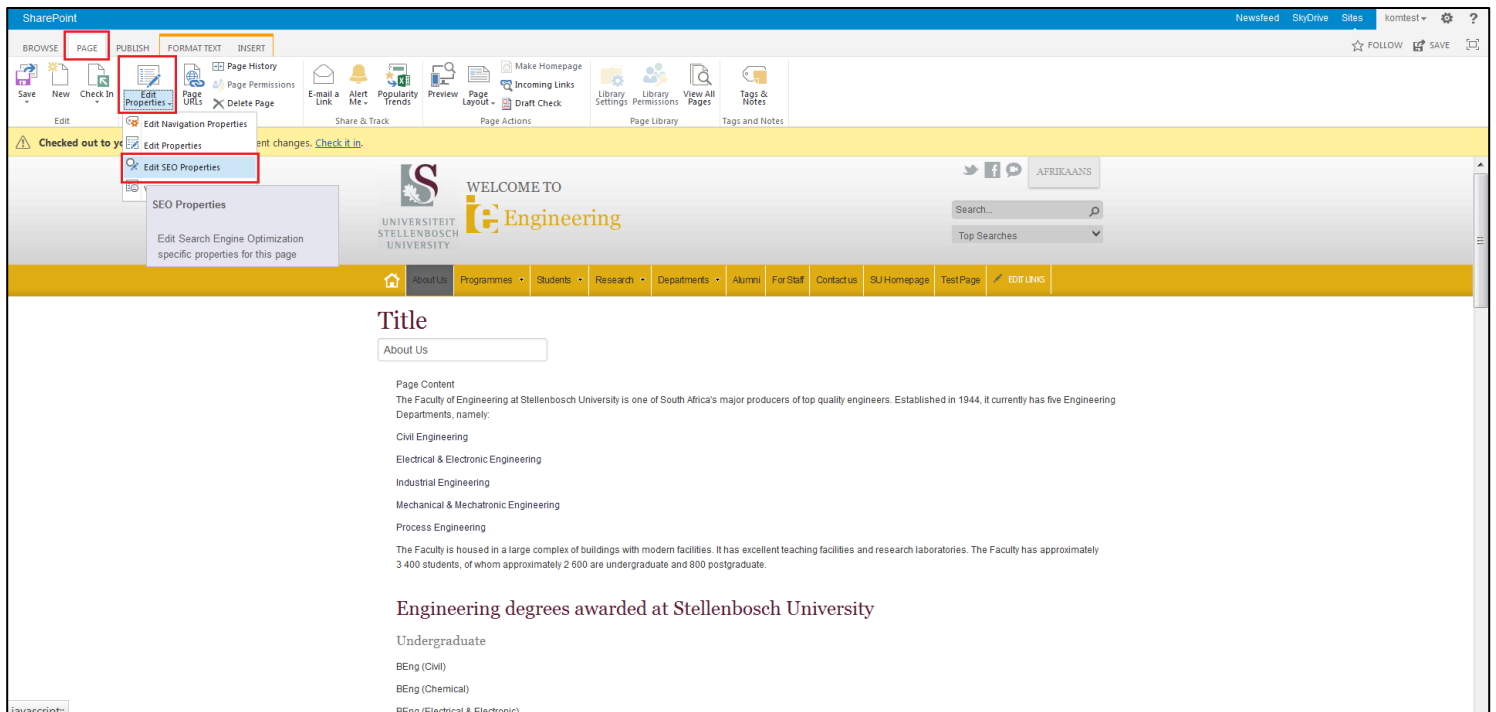 SharePoint
Newsfeed SkyDrive Sites komtest ?
BROWSE PAGE PUBLISH FORMAT TEXT INSERT
FOLLOW SAVE
Save New Check In Edit Properties Page URLs
Page History
Page Permissions
Delete Page
E-mail a Link Alert Me Popularity Trends
Preview Page Layout
Make Homepage
Incoming Links
Draft Check
Library Settings Library Permissions View All Pages
Tags & Notes
Edit Share & Track Page Actions Page Library Tags and Notes
Edit Navigation Properties
Edit Properties
Edit SEO Properties
Checked out to ent changes. Check it in.
SEO Properties
Edit Search Engine Optimization
specific properties for this page
UNIVERSITEIT
STELLENBOSCH
UNIVERSITY
WELCOME TO
Engineering
AFRIKAANS
Search...
Top Searches
About Us Programmes Students Research Departments Alumni For Staff Contact us SU Homepage Test Page EDIT LINKS
Title
About Us
Page Content
The Faculty of Engineering at Stellenbosch University is one of South Africa's major producers of top quality engineers. Established in 1944, it currently has five Engineering
Departments, namely:
Civil Engineering
Electrical & Electronic Engineering
Industrial Engineering
Mechanical & Mechatronic Engineering
Process Engineering
The Faculty is housed in a large complex of buildings with modern facilities. It has excellent teaching facilities and research laboratories. The Faculty has approximately
3 400 students, of whom approximately 2 600 are undergraduate and 800 postgraduate.
Engineering degrees awarded at Stellenbosch University
Undergraduate
BEng (Civil)
BEng (Chemical)
BEng (Electrical & Electronic)
javascript:;